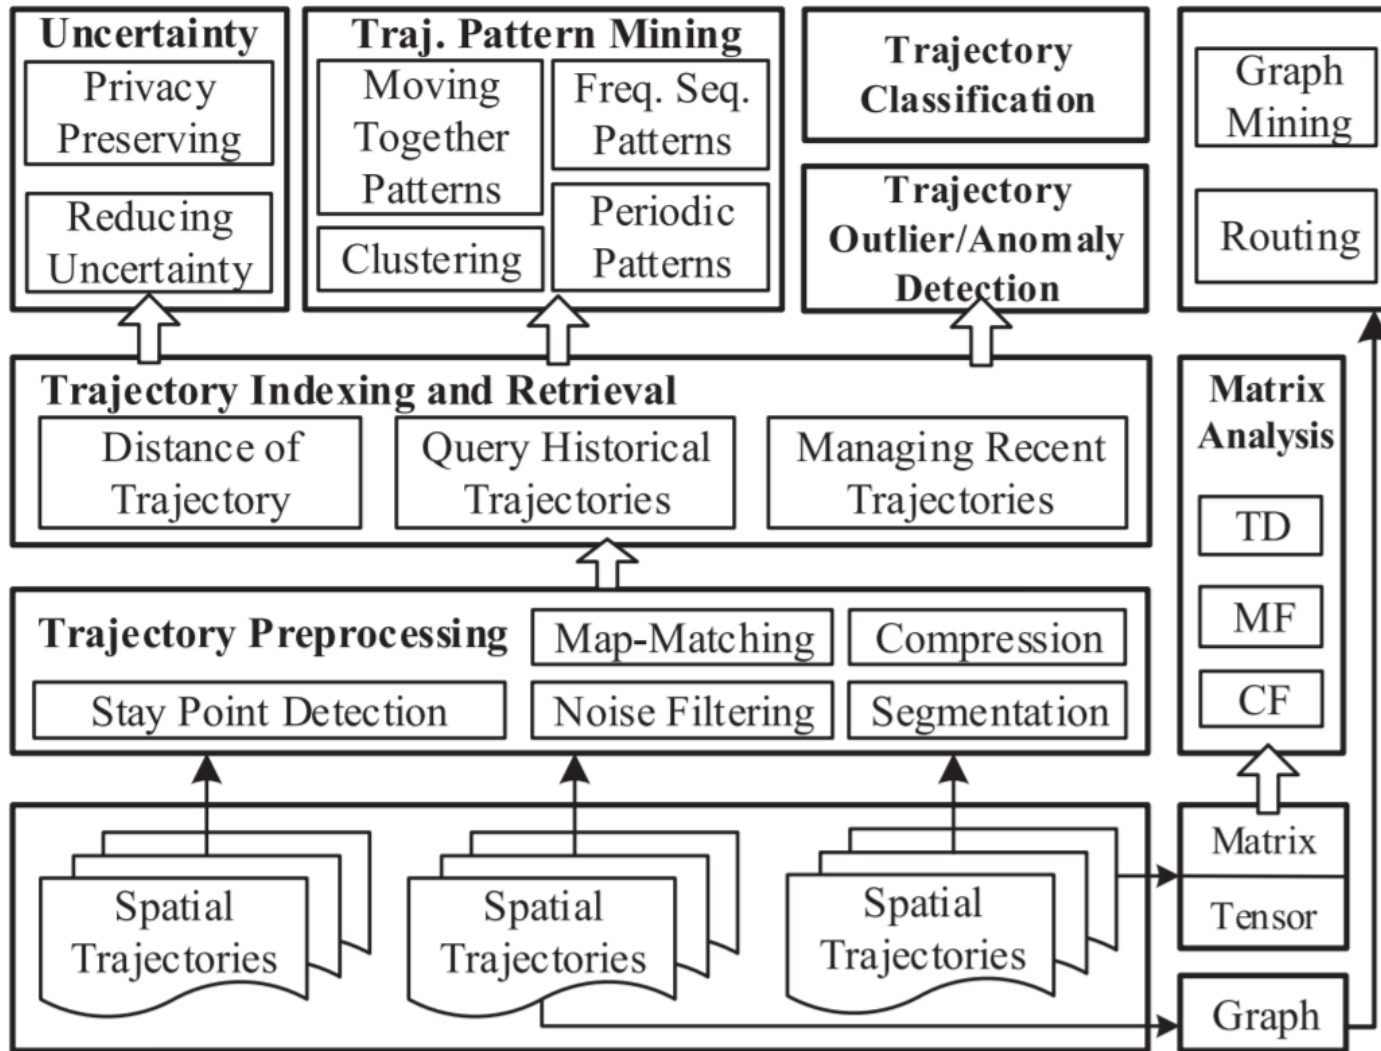 Uncertainty
Privacy
Preserving
Reducing
Uncertainty
Traj. Pattern Mining
Moving
Together
Patterns
Clustering
Freq. Seq.
Patterns
Periodic
Patterns
Trajectory
Classification
Trajectory
Outlier/Anomaly
Detection
Graph
Mining
Routing
Trajectory Indexing and Retrieval
Distance of
Trajectory
Query Historical
Trajectories
Managing Recent
Trajectories
Matrix
Analysis
TD
MF
CF
Trajectory Preprocessing
Map-Matching
Compression
Stay Point Detection
Noise Filtering
Segmentation
Spatial
Trajectories
Spatial
Trajectories
Spatial
Trajectories
Matrix
Tensor
Graph